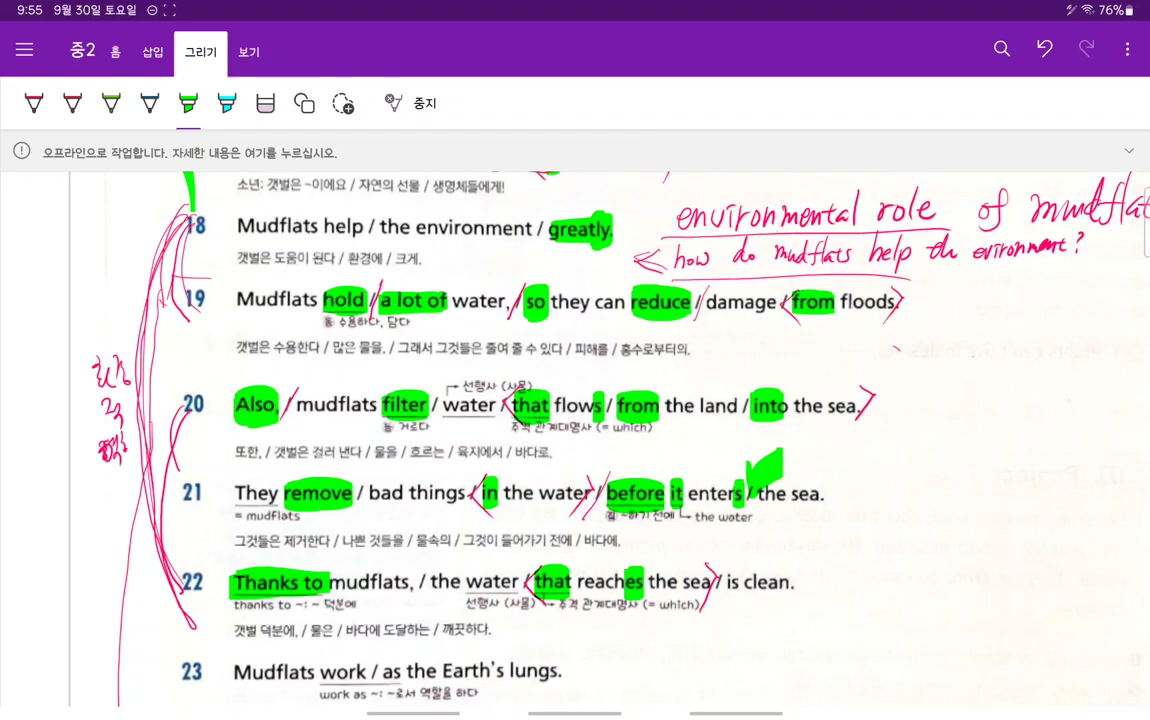 9:55 9월 30일 토요일 76%
중2 홈 삽입 그리기 보기
중지
오프라인으로 작업합니다. 자세한 내용은 여기를 누르십시오.
소년: 갯벌은 ~이에요 / 자연의 선물 / 생명체들에게!
environmental role of mudflat
18 Mudflats help / the environment / greatly.
how do mudflats help the evironment?
갯벌은 도움이 된다 / 환경에 / 크게.
19 Mudflats hold / a lot of water, / so they can reduce / damage from floods.
동 수용하다, 담다
갯벌은 수용한다 / 많은 물을, / 그래서 그것들은 줄여 줄 수 있다 / 피해를 / 홍수로부터의.
선행사 (사물)
20 Also, / mudflats filter / water / that flows / from the land / into the sea.
동 거르다 주격 관계대명사 (= which)
또한, / 갯벌은 걸러 낸다 / 물을 / 흐르는 / 육지에서 / 바다로.
21 They remove / bad things / in the water / before it enters / the sea.
= mudflats 접 ~하기 전에 the water
그것들은 제거한다 / 나쁜 것들을 / 물속의 / 그것이 들어가기 전에 / 바다에.
22 Thanks to mudflats, / the water / that reaches the sea / is clean.
thanks to ~: ~ 덕분에 선행사 (사물) 주격 관계대명사 (= which)
갯벌 덕분에, / 물은 / 바다에 도달하는 / 깨끗하다.
23 Mudflats work / as the Earth's lungs.
work as ~: ~로서 역할을 하다